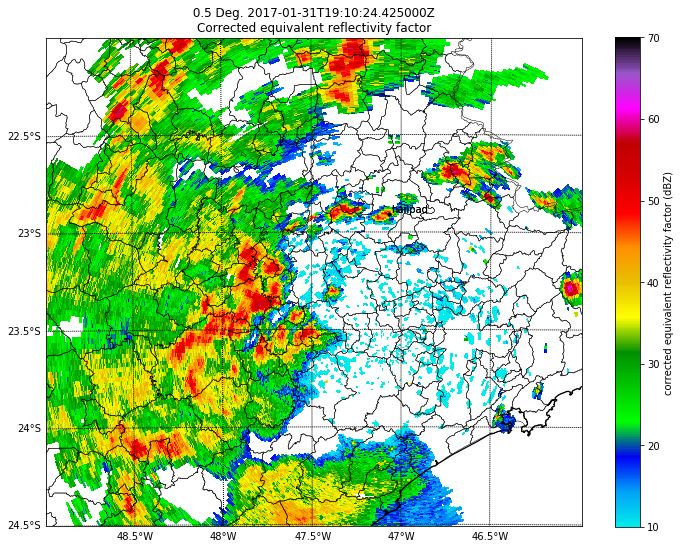 0.5 Deg. 2017-01-31T19:10:24.425000Z
Corrected equivalent reflectivity factor
22.5°S
23°S
23.5°S
24°S
24.5°S
48.5°W
48°W
47.5°W
47°W
46.5°W
70
60
50
40
30
20
10
corrected equivalent reflectivity factor (dBZ)